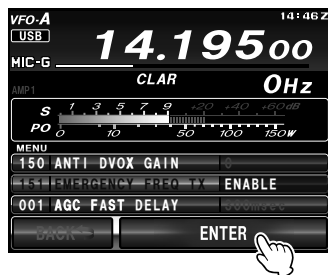 VFO-A 14:46Z
USB 14.19500
MIC-G
AMP1 CLAR 0Hz
S 1 3 5 7 9 +20 +40 +60dB
PO 0 10 50 100 150W
MENU
150 ANTI DVOX GAIN 0
151 EMERGENCY FREQ TX ENABLE
001 AGC FAST DELAY
BACK ENTER